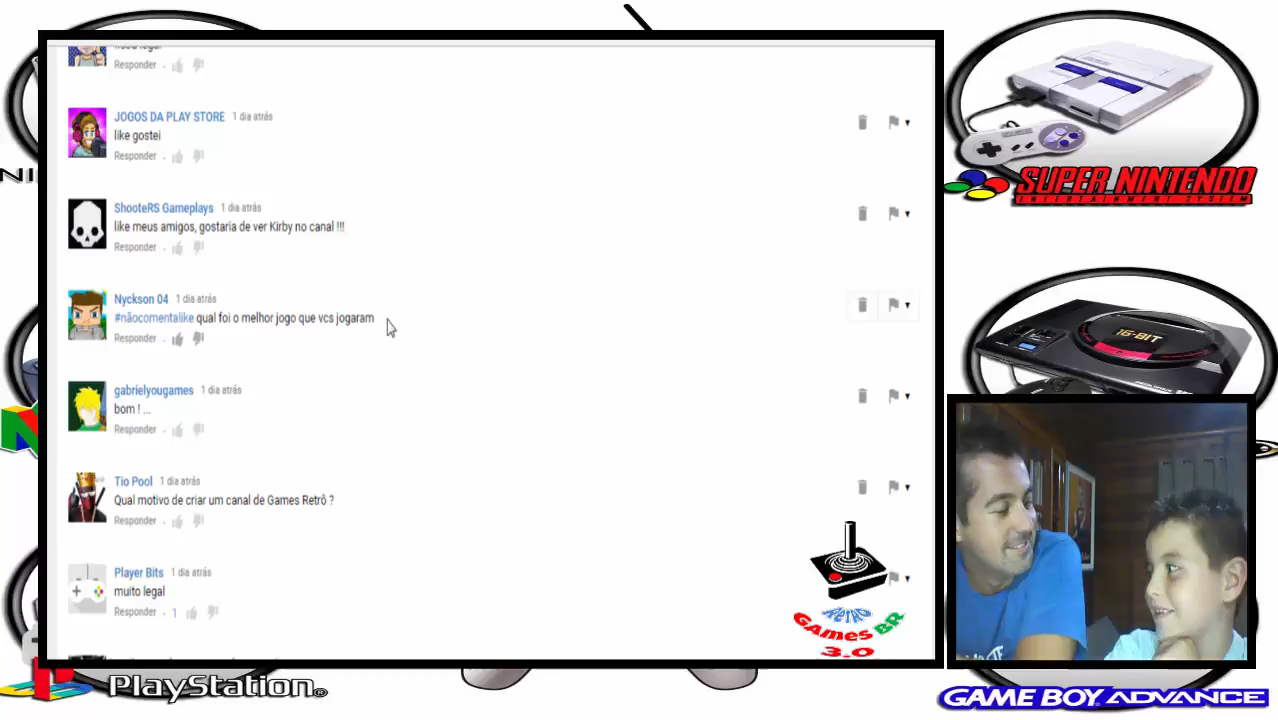 Responder
JOGOS DA PLAY STORE 1 dia atrás
like gostei
Responder
ShooteRS Gameplays 1 dia atrás
like meus amigos, gostaria de ver Kirby no canal !!!
Responder
Nyckson 04 1 dia atrás
#nãocomentalike qual foi o melhor jogo que vcs jogaram
Responder
gabrielyougames 1 dia atrás
bom ! ...
Responder
Tio Pool 1 dia atrás
Qual motivo de criar um canal de Games Retrô ?
Responder
Player Bits 1 dia atrás
muito legal
Responder 1
SUPER NINTENDO
ENTERTAINMENT SYSTEM
16-BIT
RETRO
GAMES BR
3.0
PlayStation®
GAME BOY ADVANCE